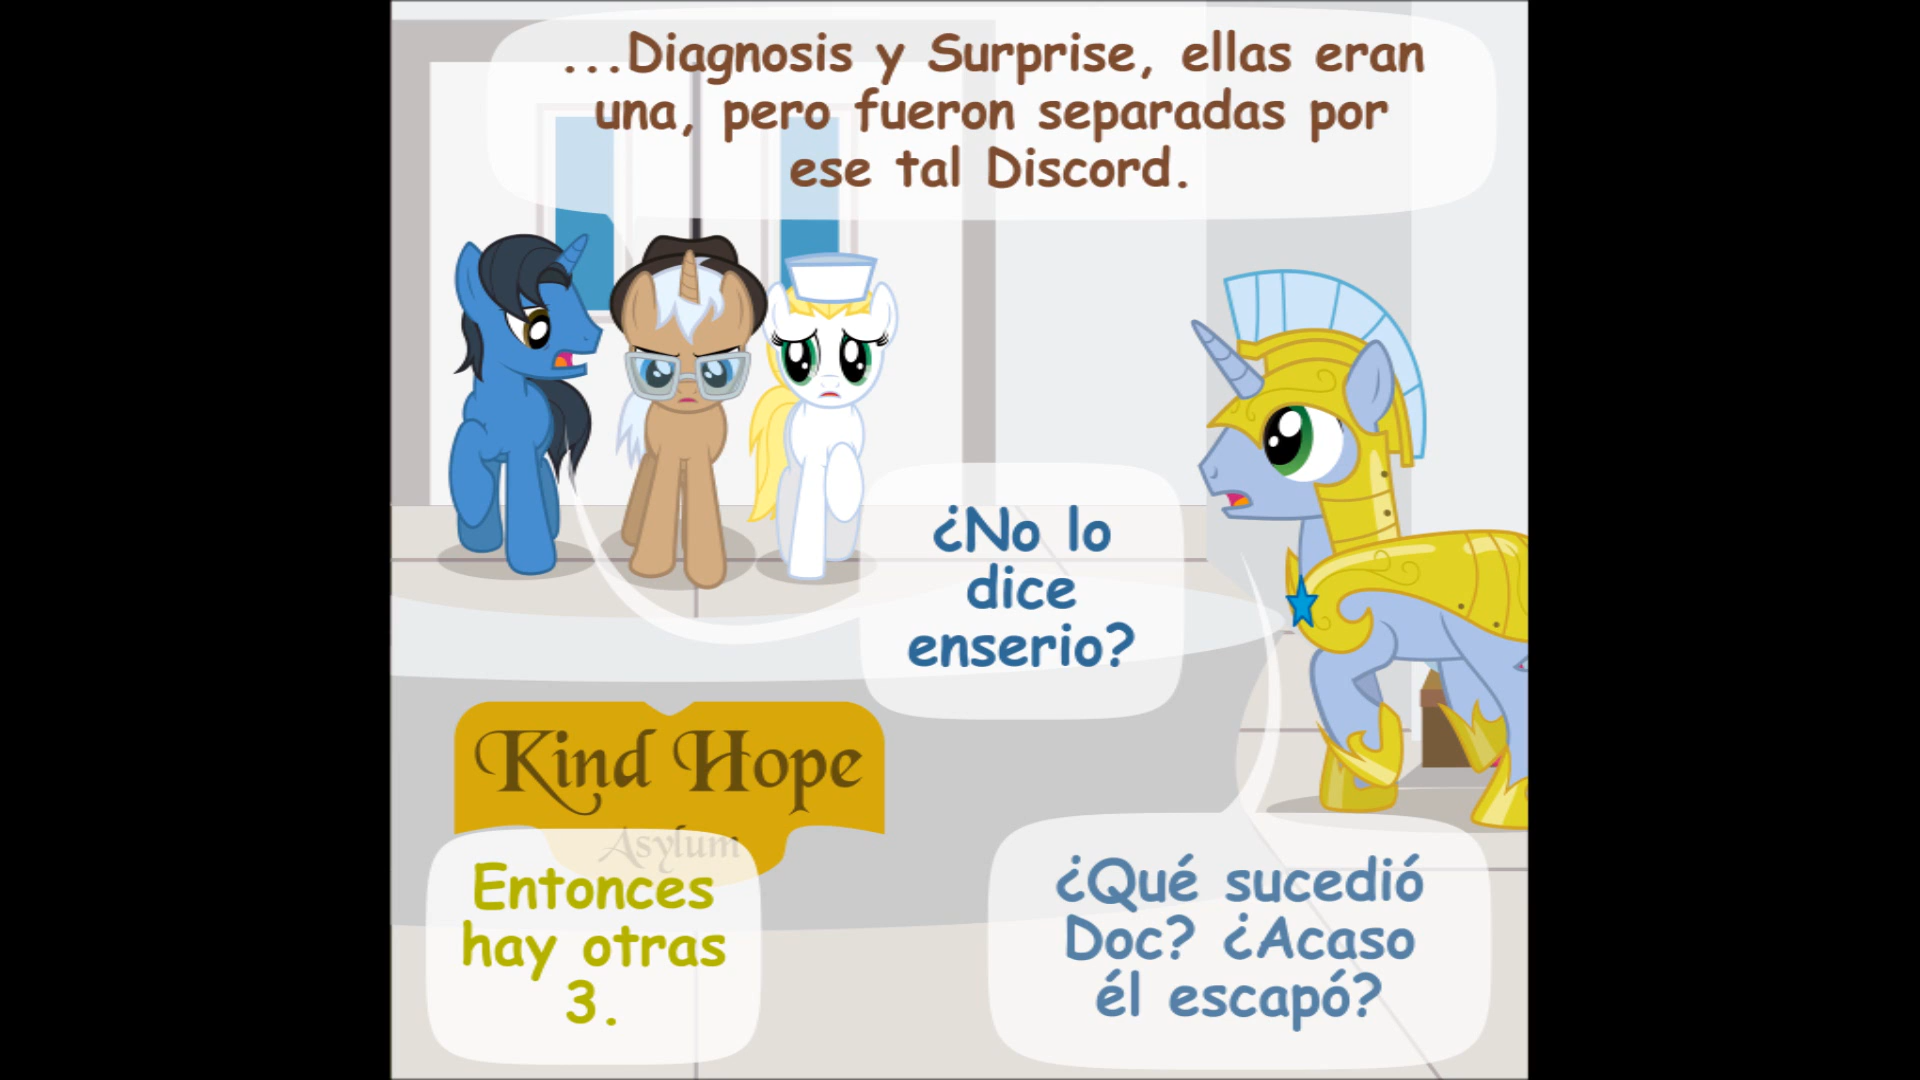 ...Diagnosis y Surprise, ellas eran
una, pero fueron separadas por
ese tal Discord.
¿No lo
dice
enserio?
Kind Hope
Asylum
Entonces
hay otras
3.
¿Qué sucedió
Doc? ¿Acaso
él escapó?